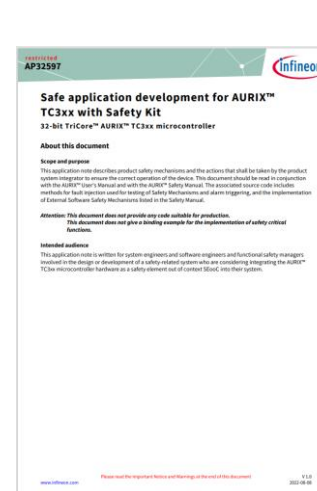 restricted
AP32597
infineon
Safe application development for AURIX™
TC3xx with Safety Kit
32-bit TriCore™ AURIX™ TC3xx microcontroller
About this document
Scope and purpose
This application note describes product safety mechanisms and the actions that shall be taken by the product
system integrator to ensure the correct operation of the device. This document should be read in conjunction
with the AURIX™ User's Manual and with the AURIX™ Safety Manual. The associated source code includes
methods for fault injection used for testing of Safety Mechanisms and alarm triggering, and the implementation
of External Software Safety Mechanisms listed in the Safety Manual.
Attention: This document does not provide any code suitable for production.
This document does not give a binding example for the implementation of safety critical
functions.
Intended audience
This application note is written for system engineers and software engineers and functional safety managers
involved in the design or development of a safety-related system who are considering integrating the AURIX™
TC3xx microcontroller hardware as a safety element out of context SEooC into their system.
Please read the Important Notice and Warnings at the end of this document
V 1.0
www.infineon.com
2022-08-08